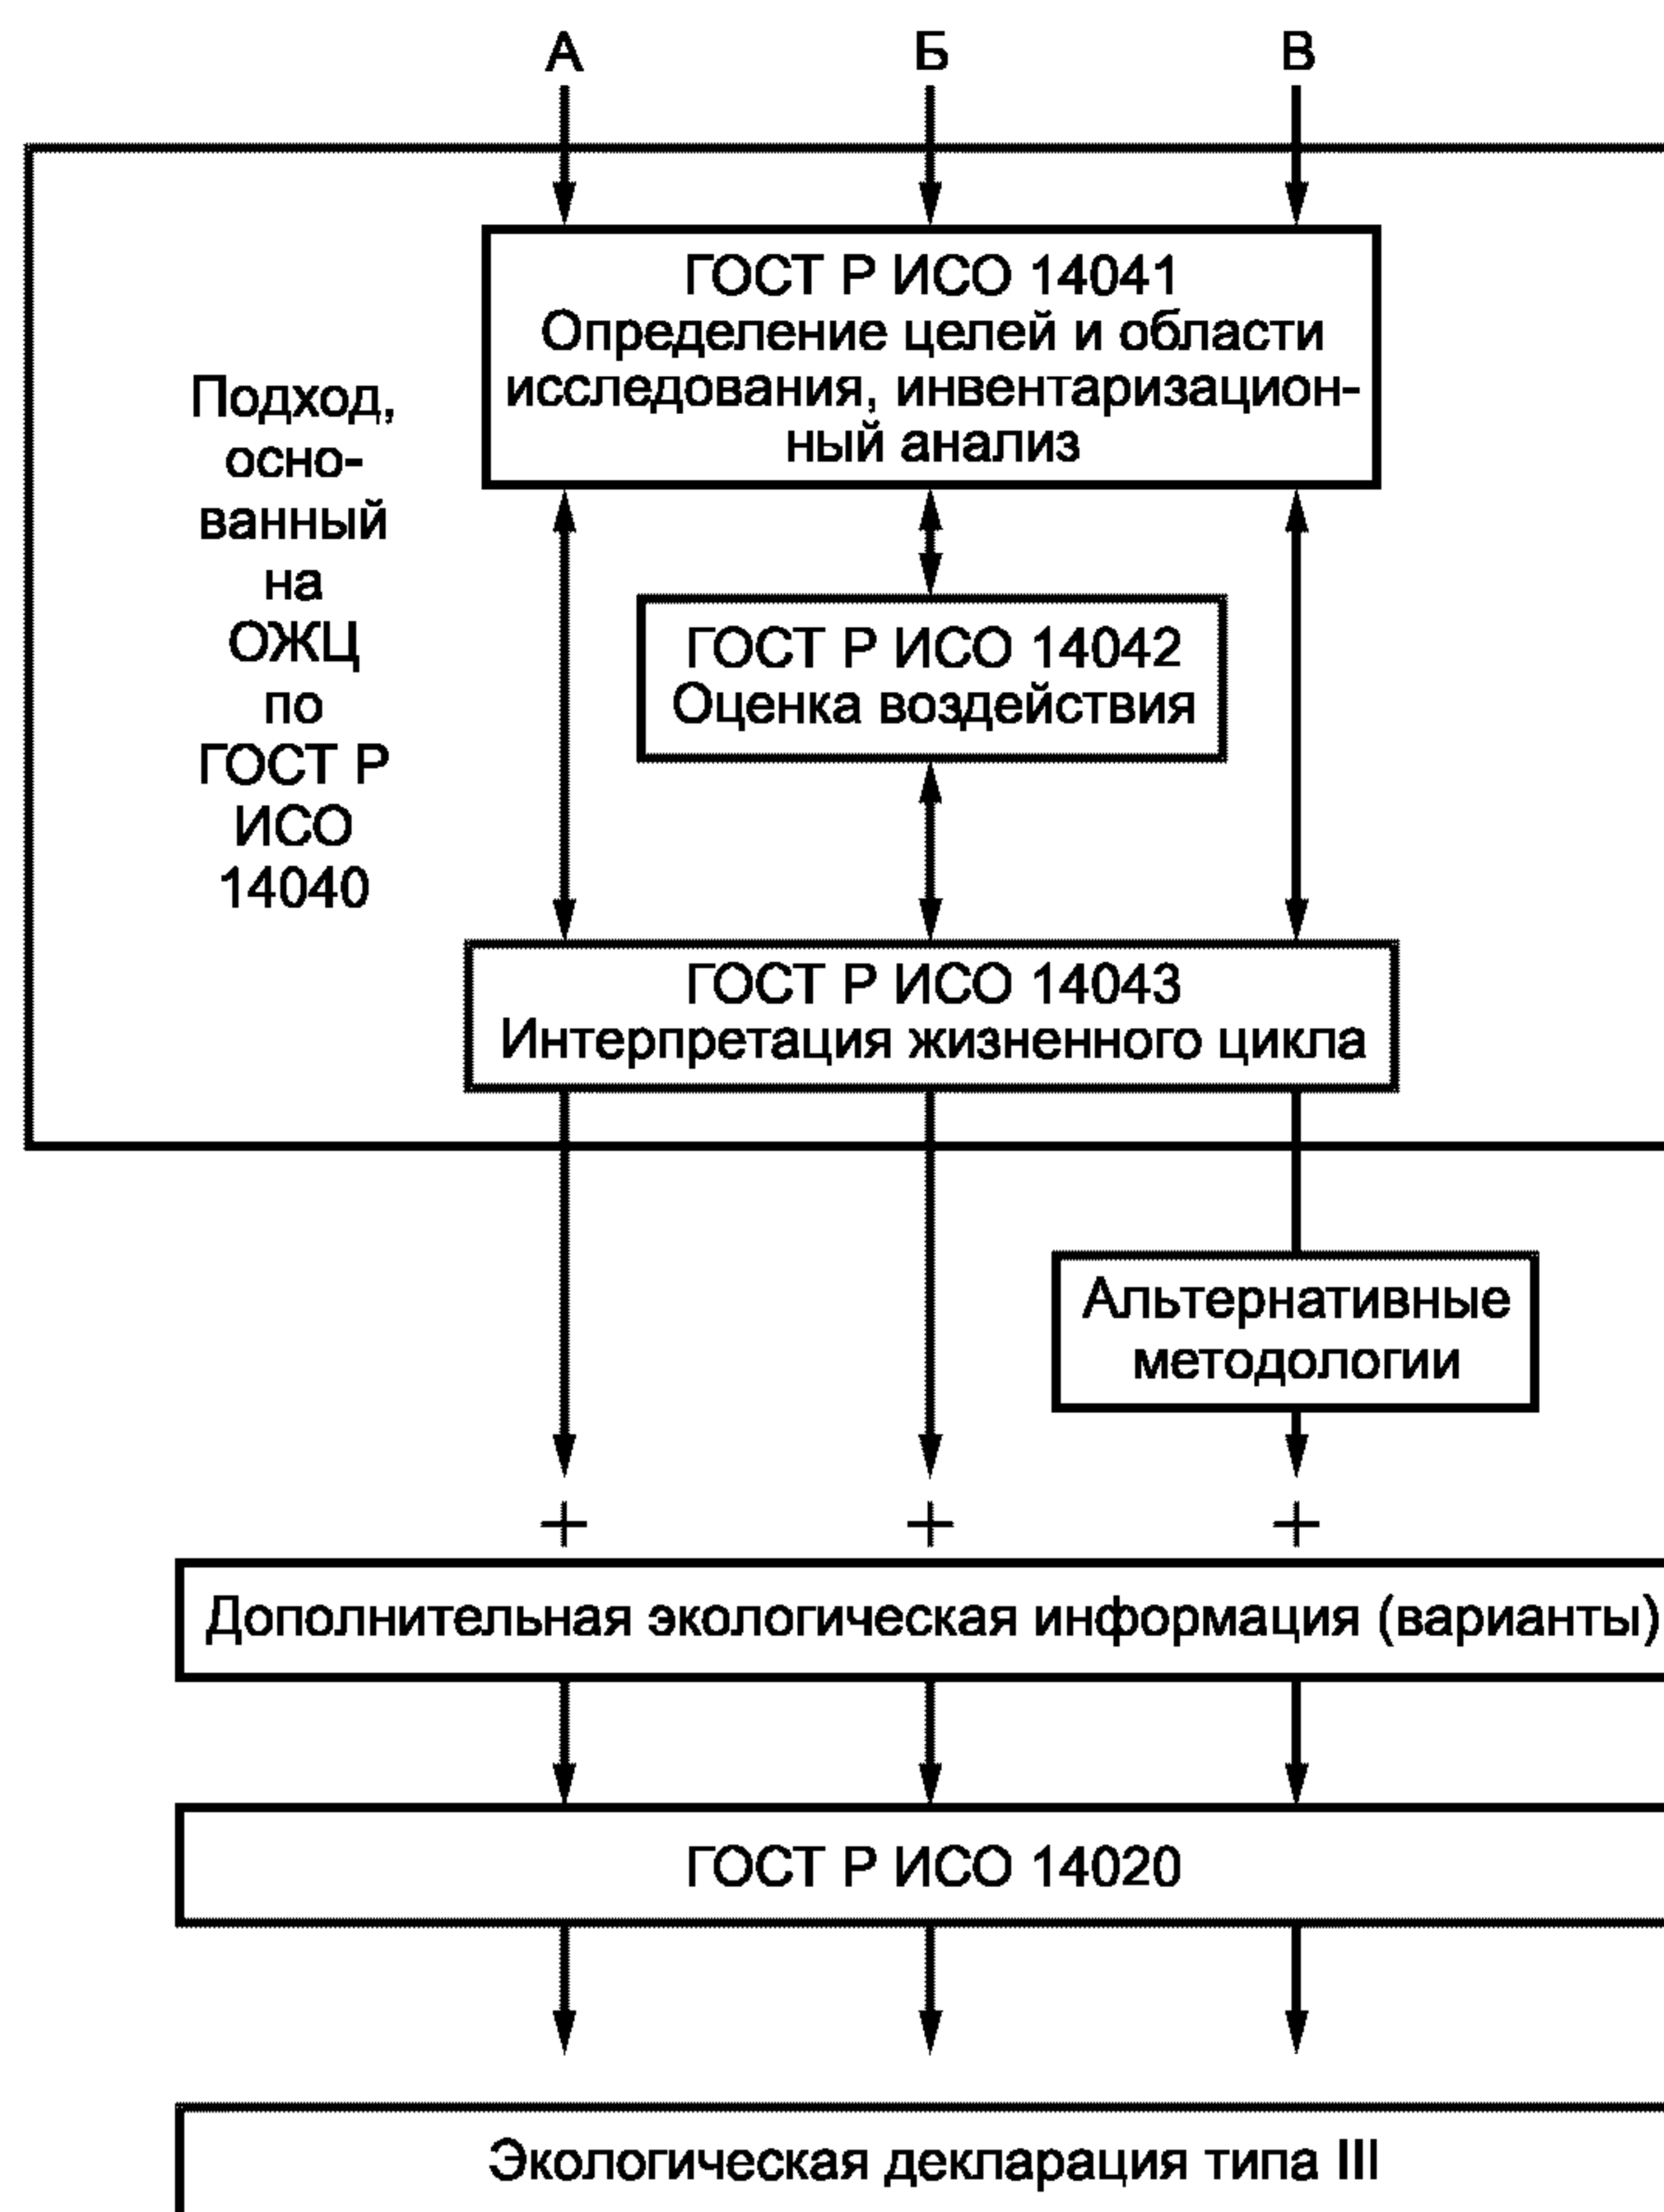 А Б В
ГОСТ Р ИСО 14041
Определение целей и области
исследования, инвентаризацион-
ный анализ
Подход,
осно-
ванный
на
ОЖЦ
по
ГОСТ Р
ИСО
14040
ГОСТ Р ИСО 14042
Оценка воздействия
ГОСТ Р ИСО 14043
Интерпретация жизненного цикла
Альтернативные
методологии
+ + +
Дополнительная экологическая информация (варианты)
ГОСТ Р ИСО 14020
Экологическая декларация типа III